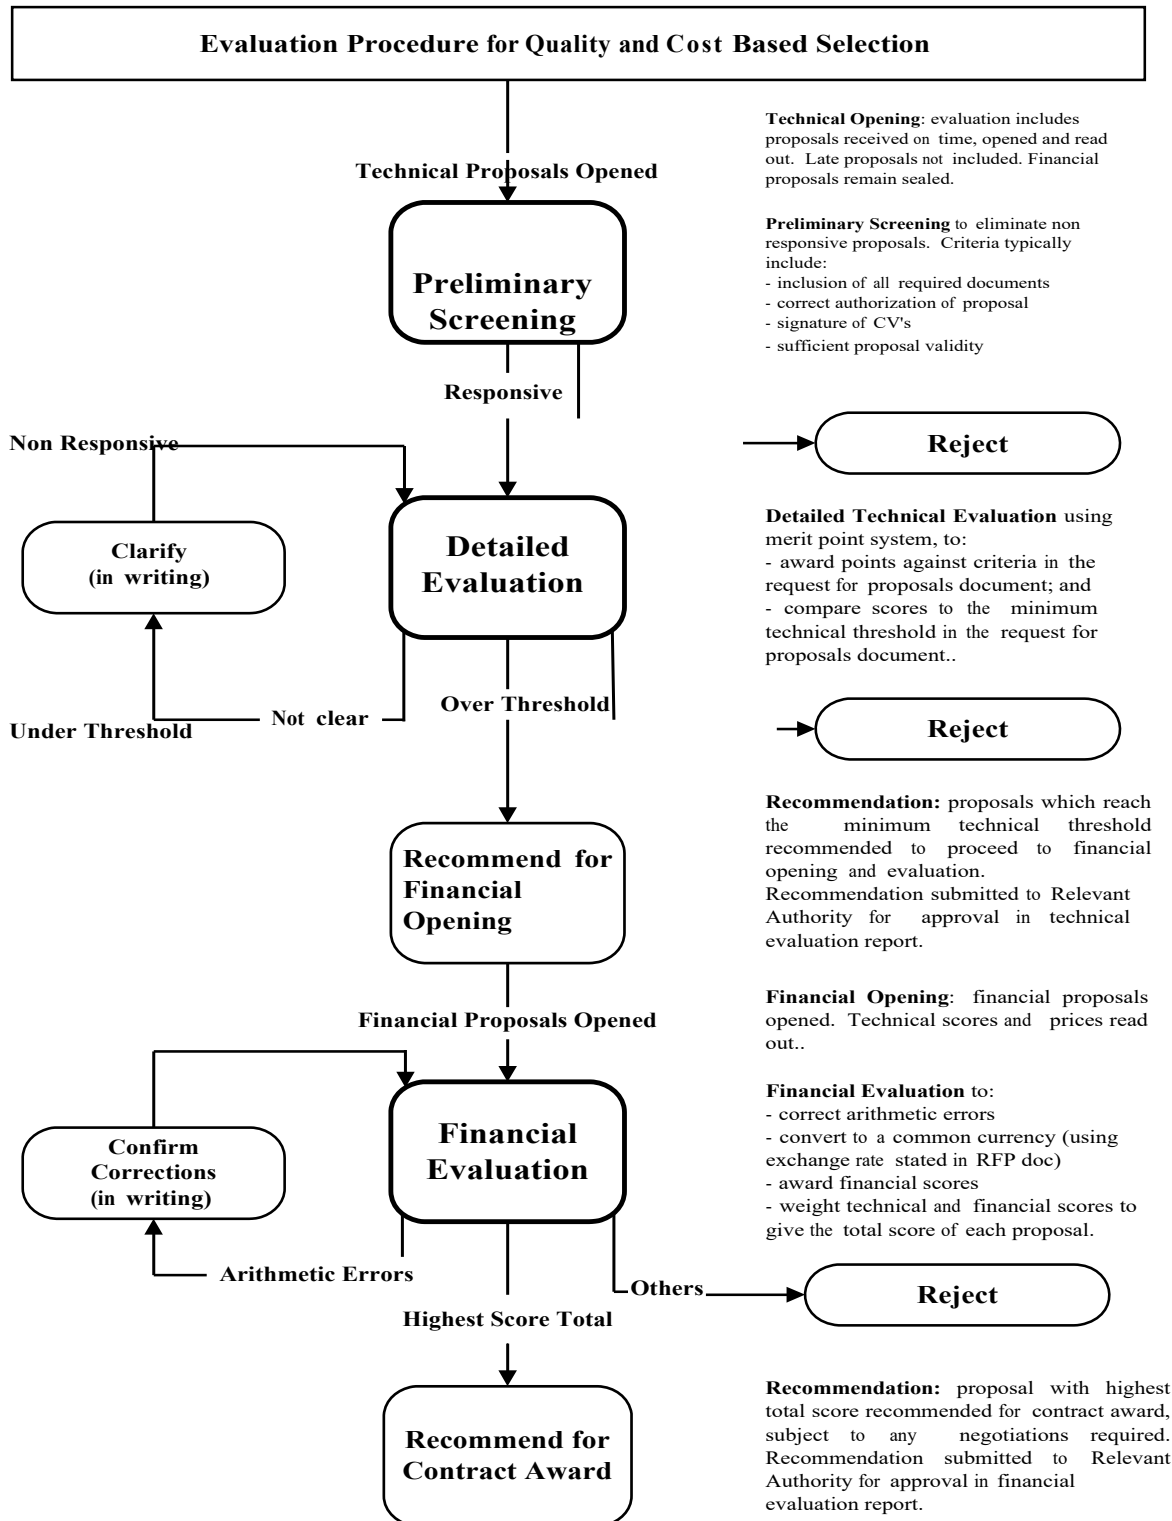 Evaluation Procedure for Quality and Cost Based Selection
Technical Opening: evaluation includes
proposals received on time, opened and read
out. Late proposals not included. Financial
proposals remain sealed.
Technical Proposals Opened
Preliminary Screening to eliminate non
responsive proposals. Criteria typically
include:
- inclusion of all required documents
- correct authorization of proposal
- signature of CV's
- sufficient proposal validity
Preliminary
Screening
Responsive
Non Responsive
Reject
Detailed Technical Evaluation using
merit point system, to:
- award points against criteria in the
request for proposals document; and
- compare scores to the minimum
technical threshold in the request for
proposals document..
Detailed
Evaluation
Clarify
(in writing)
Over Threshold
Not clear
Under Threshold
Reject
Recommendation: proposals which reach
the minimum technical threshold
recommended to proceed to financial
opening and evaluation.
Recommendation submitted to Relevant
Authority for approval in technical
evaluation report.
Recommend for
Financial
Opening
Financial Opening: financial proposals
opened. Technical scores and prices read
out..
Financial Proposals Opened
Financial Evaluation to:
- correct arithmetic errors
- convert to a common currency (using
exchange rate stated in RFP doc)
- award financial scores
- weight technical and financial scores to
give the total score of each proposal.
Financial
Evaluation
Confirm
Corrections
(in writing)
Arithmetic Errors
Others
Reject
Highest Score Total
Recommendation: proposal with highest
total score recommended for contract award,
subject to any negotiations required.
Recommendation submitted to Relevant
Authority for approval in financial
evaluation report.
Recommend for
Contract Award